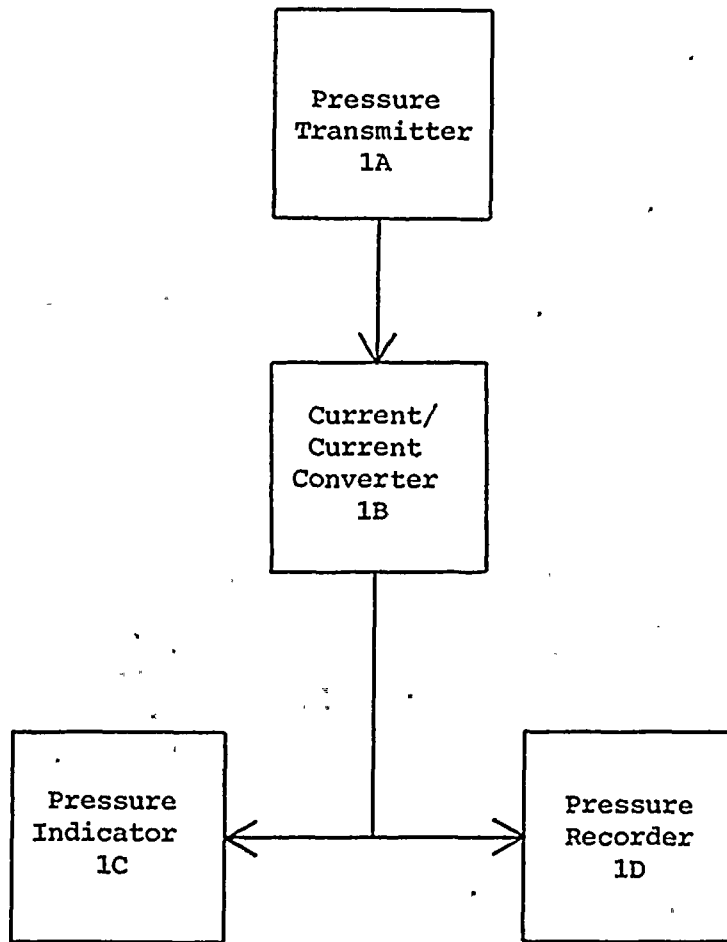 Pressure
Transmitter
1A
Current/
Current
Converter
1B
Pressure
Indicator
1C
Pressure
Recorder
1D